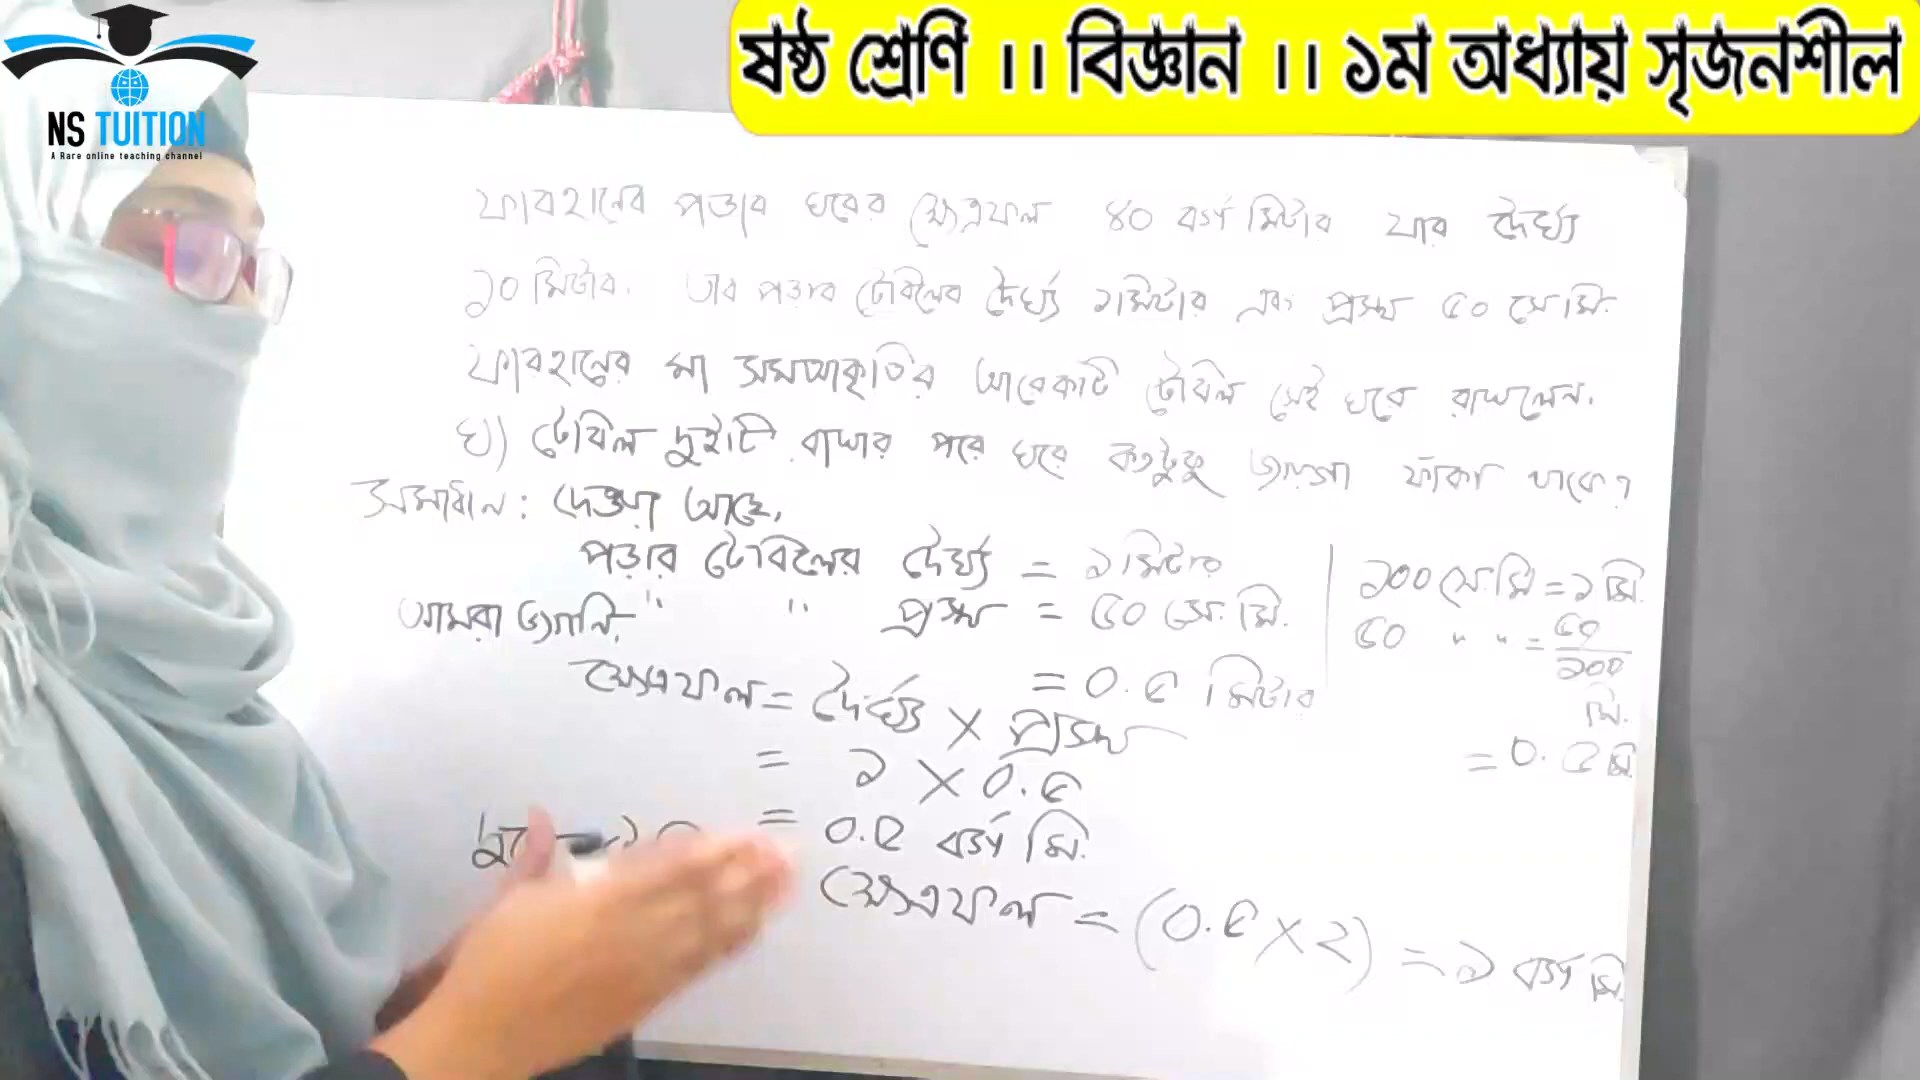 NS TUITION
A Rare online teaching channel
ষষ্ঠ শ্রেণি ।। বিজ্ঞান ।। ১ম অধ্যায় সৃজনশীল
ফারহানের পড়ার ঘরের ক্ষেত্রফল ৪০ বর্গ মিটার যার দৈর্ঘ্য
১০ মিটার। তার পড়ার টেবিলের দৈর্ঘ্য ১মিটার এবং প্রস্থ ৫০ সে.মি.
ফারহানের মা সমআকৃতির আরেকটি টেবিল সেই ঘরে রাখলেন।
ঘ) টেবিল দুইটি রাখার পরে ঘরে কতটুকু জায়গা ফাঁকা থাকে?
সমাধান: দেওয়া আছে,
পড়ার টেবিলের দৈর্ঘ্য = ১ মিটার
" " প্রস্থ = ৫০ সে. মি.
= ০.৫ মিটার
১০০ সে.মি = ১ মি.
৫০ " " = ৫০/১০০ মি.
= ০.৫ মি.
আমরা জানি,
ক্ষেত্রফল = দৈর্ঘ্য × প্রস্থ
= ১ × ০.৫
= ০.৫ বর্গ মি.
ক্ষেত্রফল = (০.৫ × ২) = ১ বর্গ মি.